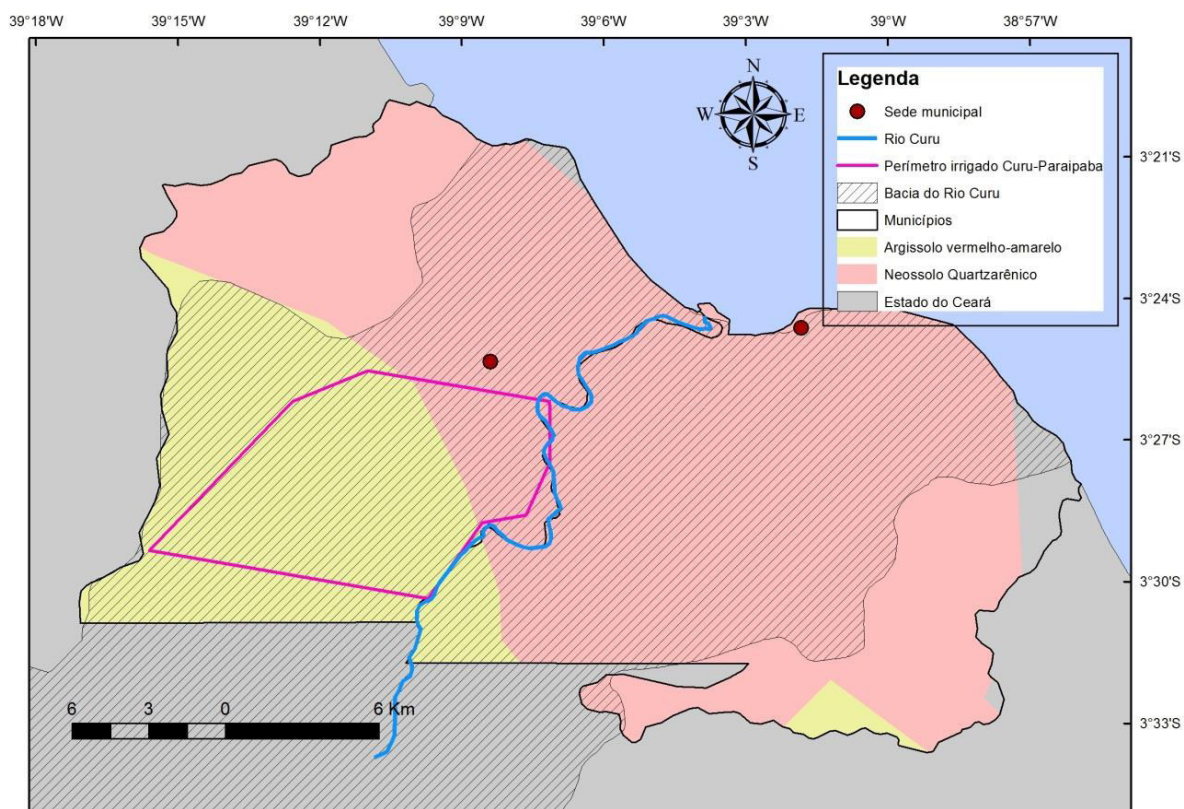 39°18'W 39°15'W 39°12'W 39°9'W 39°6'W 39°3'W 39°0'W 38°57'W
N
W E
S
Legenda
Sede municipal
Rio Curu
Perímetro irrigado Curu-Paraipaba
Bacia do Rio Curu
Municípios
Argissolo vermelho-amarelo
Neossolo Quartzarênico
Estado do Ceará
3°21'S
3°24'S
3°27'S
3°30'S
3°33'S
6 3 0 6 Km